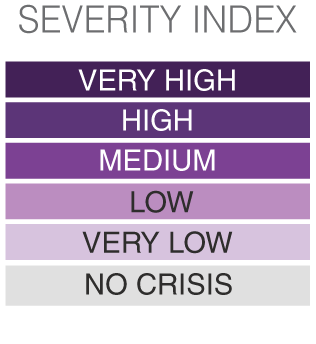 SEVERITY INDEX
VERY HIGH
HIGH
MEDIUM
LOW
VERY LOW
NO CRISIS